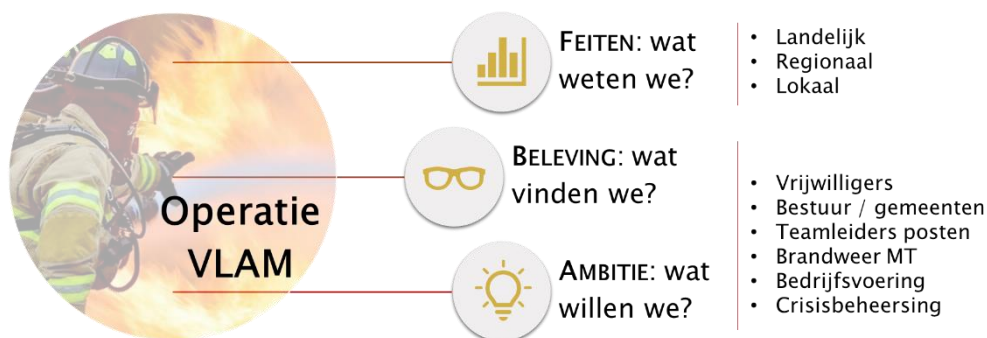 Operatie
VLAM
FEITEN: wat
weten we?
• Landelijk
• Regionaal
• Lokaal
BELEVING: wat
vinden we?
AMBITIE: wat
willen we?
• Vrijwilligers
• Bestuur / gemeenten
• Teamleiders posten
• Brandweer MT
• Bedrijfsvoering
• Crisisbeheersing